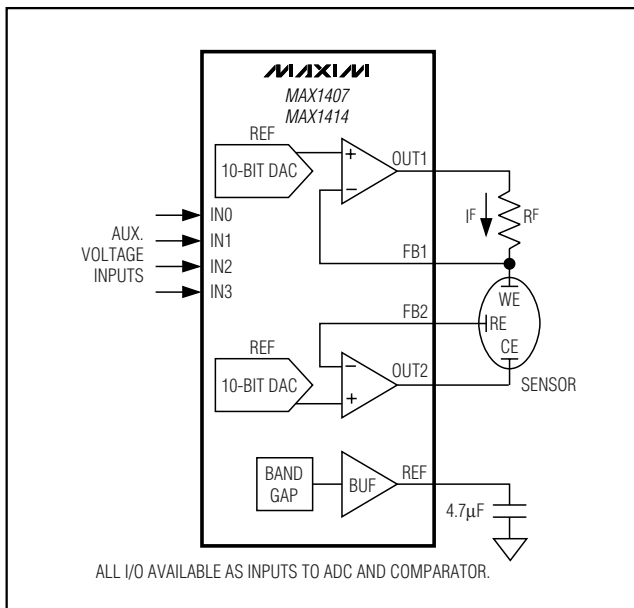 MAXIM
MAX1407
MAX1414
REF
10-BIT DAC
+
−
OUT1
IF
RF
IN0
IN1
IN2
IN3
AUX.
VOLTAGE
INPUTS
FB1
WE
FB2
RE
CE
SENSOR
REF
10-BIT DAC
−
+
OUT2
BAND
GAP
BUF
REF
4.7µF
ALL I/O AVAILABLE AS INPUTS TO ADC AND COMPARATOR.